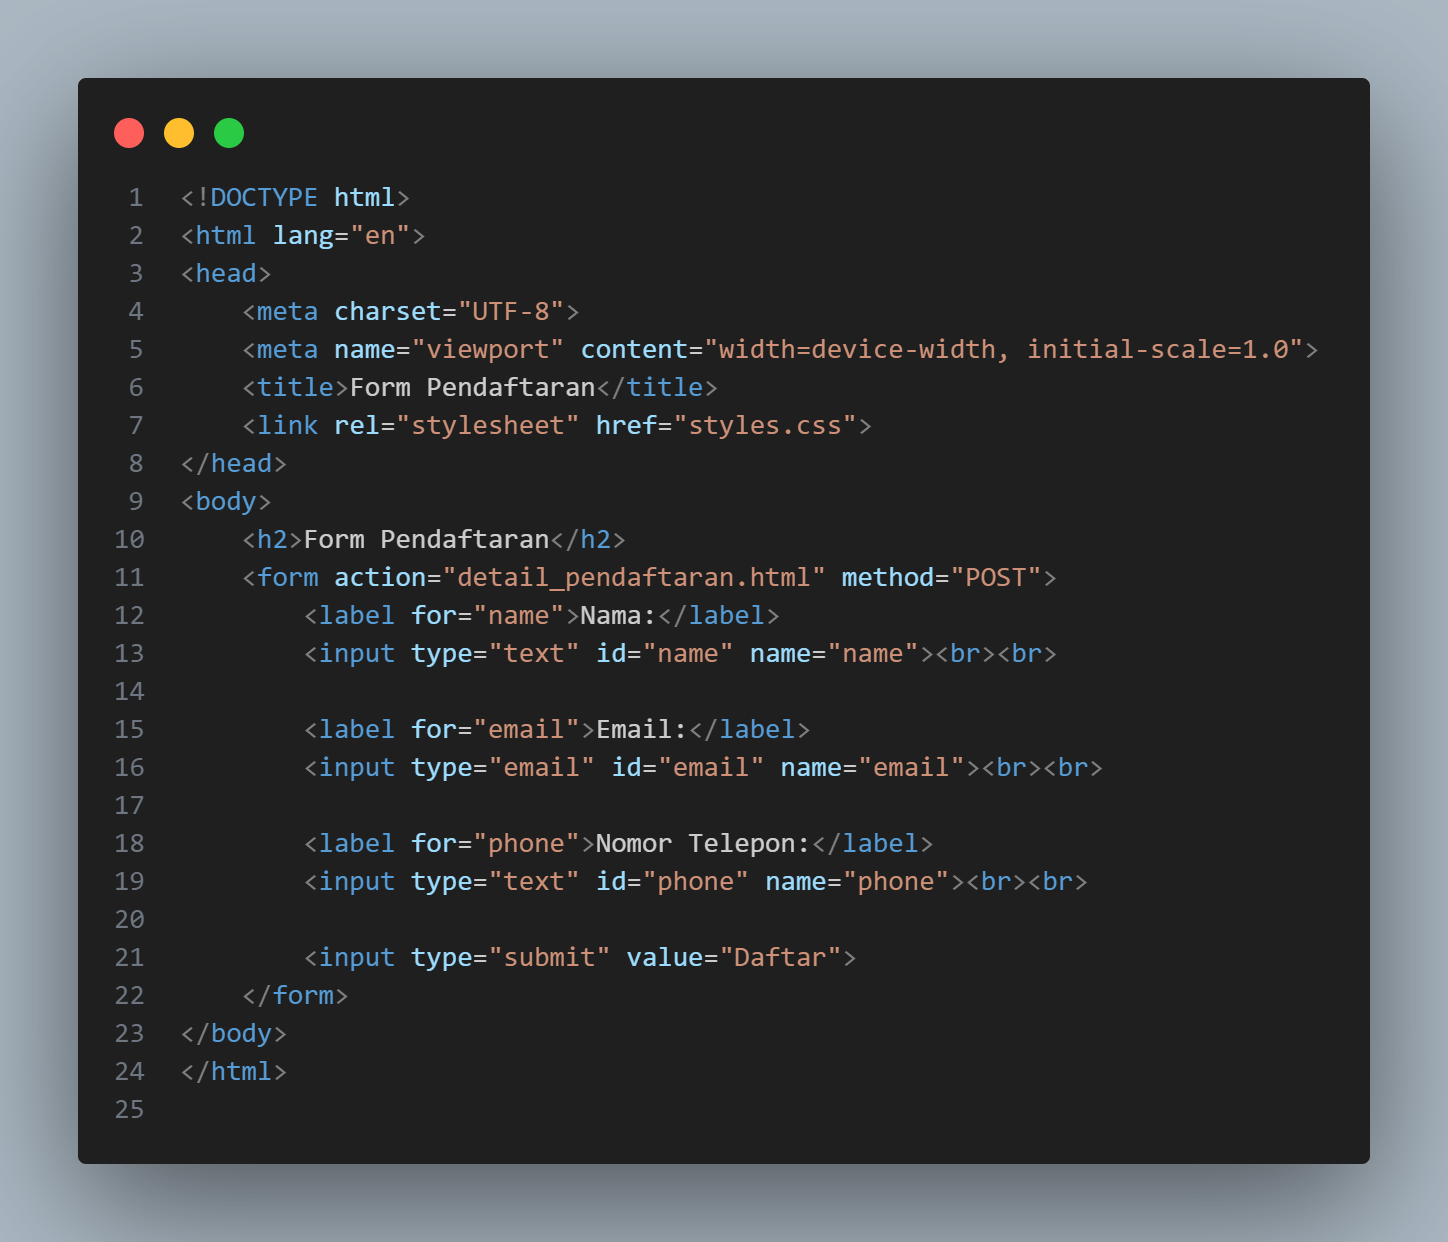 1 <!DOCTYPE html>
2 <html lang="en">
3 <head>
4     <meta charset="UTF-8">
5     <meta name="viewport" content="width=device-width, initial-scale=1.0">
6     <title>Form Pendaftaran</title>
7     <link rel="stylesheet" href="styles.css">
8 </head>
9 <body>
10     <h2>Form Pendaftaran</h2>
11     <form action="detail_pendaftaran.html" method="POST">
12         <label for="name">Nama:</label>
13         <input type="text" id="name" name="name"><br><br>
14
15         <label for="email">Email:</label>
16         <input type="email" id="email" name="email"><br><br>
17
18         <label for="phone">Nomor Telepon:</label>
19         <input type="text" id="phone" name="phone"><br><br>
20
21         <input type="submit" value="Daftar">
22     </form>
23 </body>
24 </html>
25